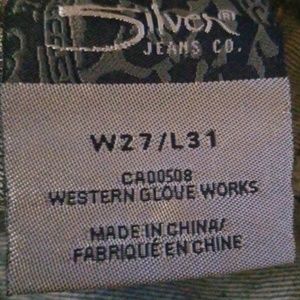 Silver
JEANS CO.
W27/L31
CA00508
WESTERN GLOVE WORKS
MADE IN CHINA/
FABRIQUÉ EN CHINE